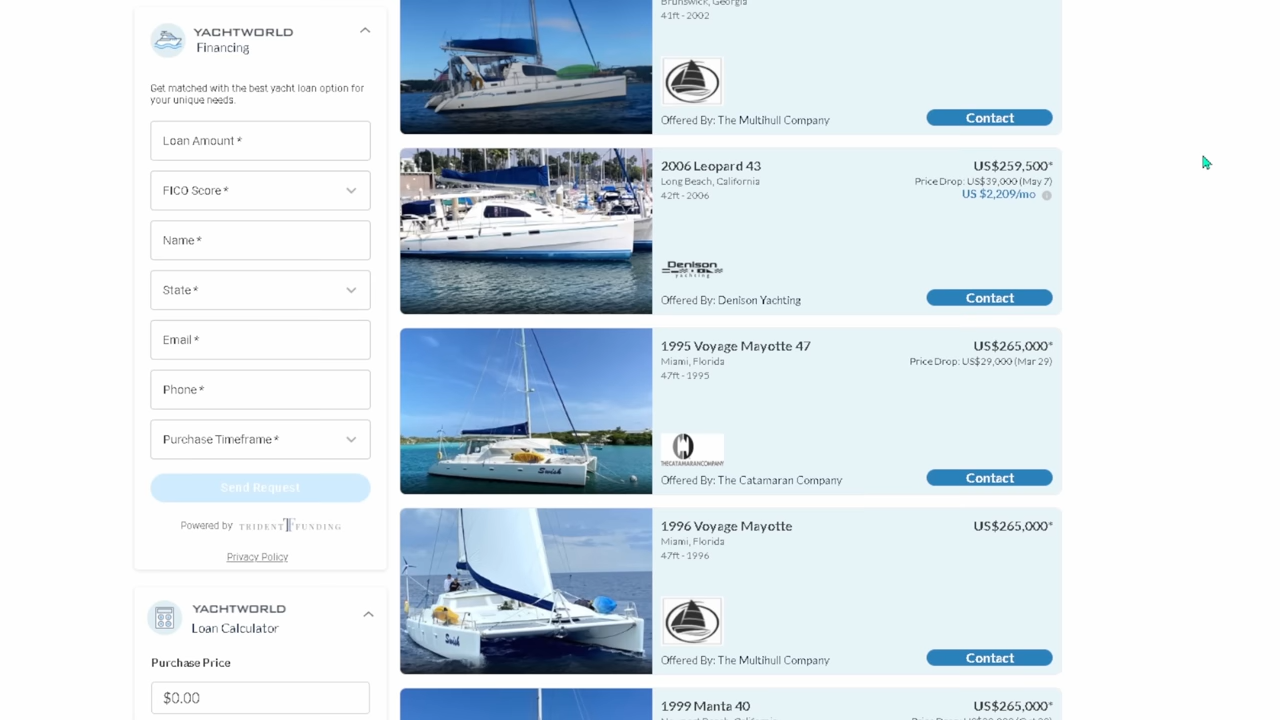 YACHTWORLD
Financing
Get matched with the best yacht loan option for
your unique needs.
Loan Amount *
FICO Score *
Name *
State *
Email *
Phone *
Purchase Timeframe *
Send Request
Powered by TRIDENT FUNDING
Privacy Policy
YACHTWORLD
Loan Calculator
Purchase Price
$0.00
Brunswick, Georgia
41ft - 2002
Offered By: The Multihull Company
Contact
2006 Leopard 43
US$259,500*
Long Beach, California
Price Drop: US$39,000 (May 7)
42ft - 2006
US $2,209/mo
Denison
yachting
Offered By: Denison Yachting
Contact
1995 Voyage Mayotte 47
US$265,000*
Miami, Florida
Price Drop: US$29,000 (Mar 29)
47ft - 1995
Swish
THECATAMARANCOMPANY
Offered By: The Catamaran Company
Contact
1996 Voyage Mayotte
US$265,000*
Miami, Florida
47ft - 1996
Swish
Offered By: The Multihull Company
Contact
1999 Manta 40
US$265,000*